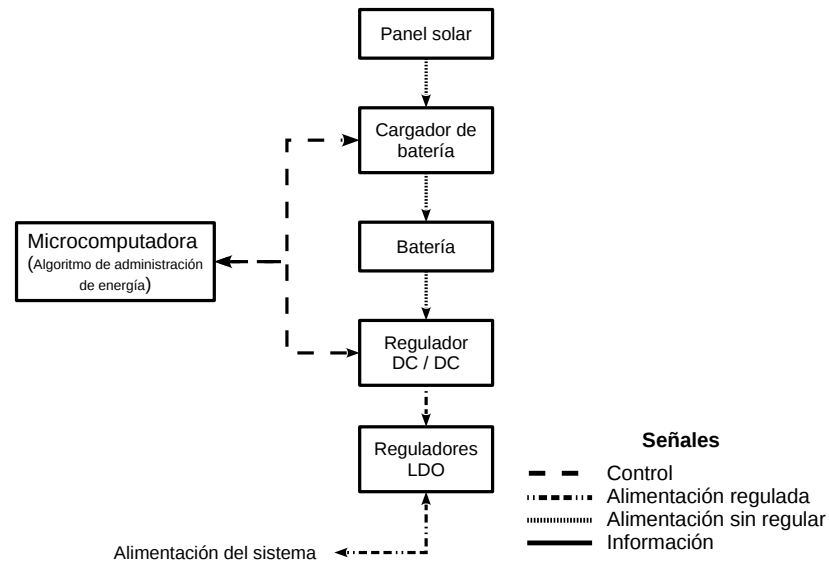 Panel solar
Cargador de
batería
Microcomputadora
(Algoritmo de administración
de energía)
Batería
Regulador
DC / DC
Reguladores
LDO
Alimentación del sistema
Señales
Control
Alimentación regulada
Alimentación sin regular
Información